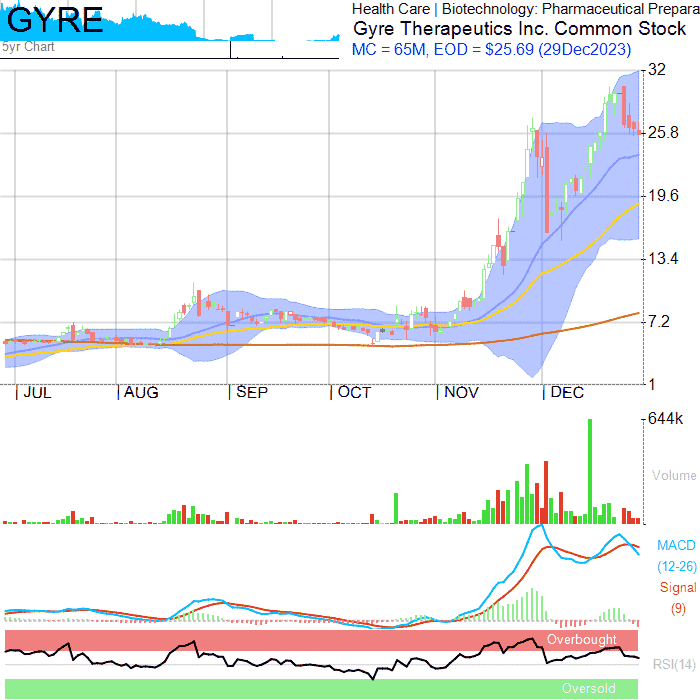 GYRE
Health Care | Biotechnology: Pharmaceutical Prepara
Gyre Therapeutics Inc. Common Stock
MC = 65M, EOD = $25.69 (29Dec2023)
5yr Chart
32
25.8
19.6
13.4
7.2
1
JUL AUG SEP OCT NOV DEC
644k
Volume
MACD
(12-26)
Signal
(9)
Overbought
RSI(14)
Oversold